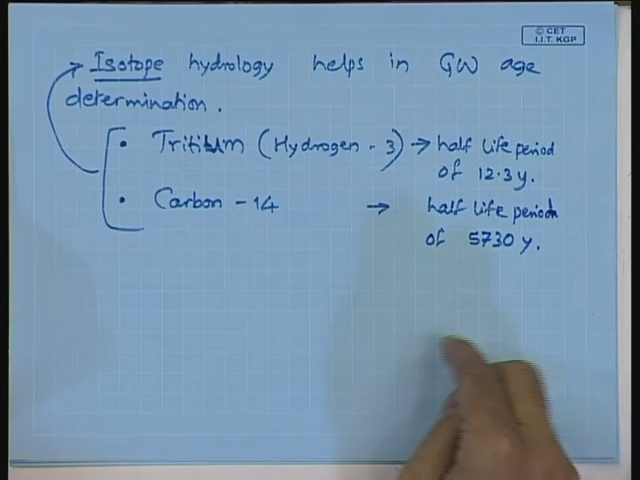 © CET
I.I.T. KGP
→ Isotope hydrology helps in GW age
determination.
• Tritium (Hydrogen - 3) → half life period
of 12.3 y.
• Carbon - 14 → half life period
of 5730 y.